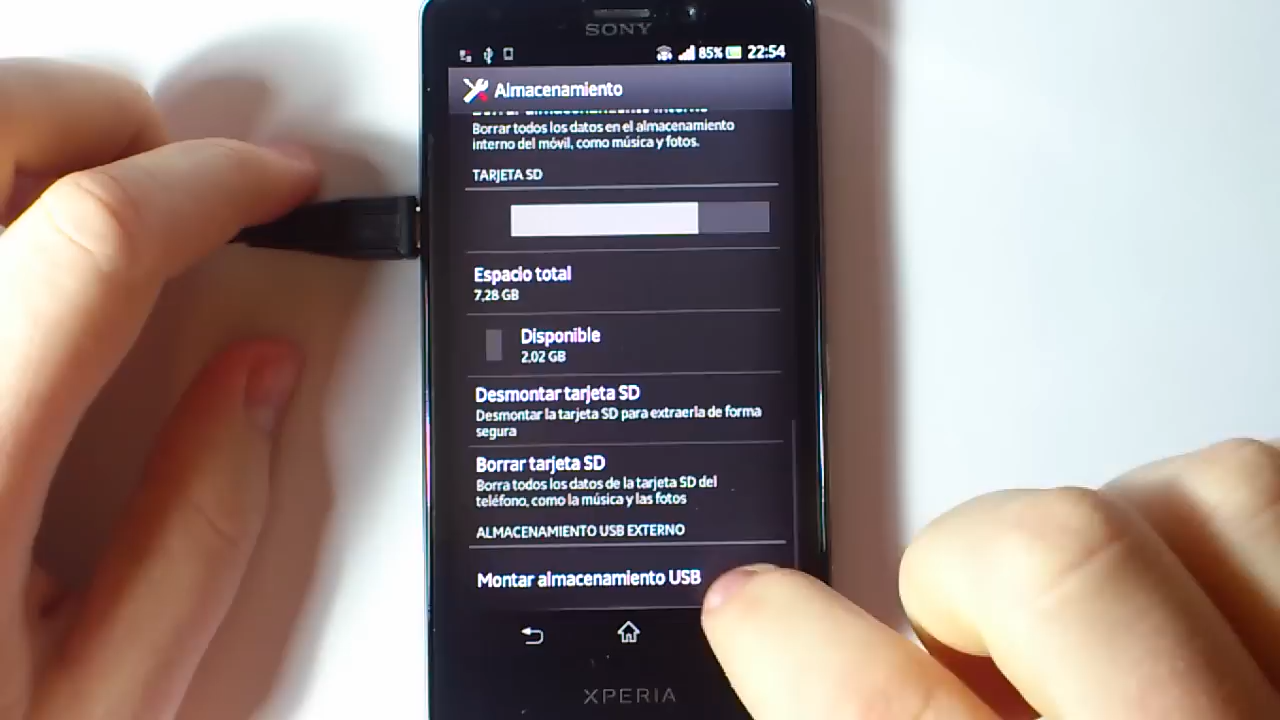 SONY
85% 22:54
Almacenamiento
Borrar almacenamiento interno
Borrar todos los datos en el almacenamiento
interno del móvil, como música y fotos.
TARJETA SD
Espacio total
7,28 GB
Disponible
2,02 GB
Desmontar tarjeta SD
Desmontar la tarjeta SD para extraerla de forma
segura
Borrar tarjeta SD
Borra todos los datos de la tarjeta SD del
teléfono, como la música y las fotos
ALMACENAMIENTO USB EXTERNO
Montar almacenamiento USB
XPERIA